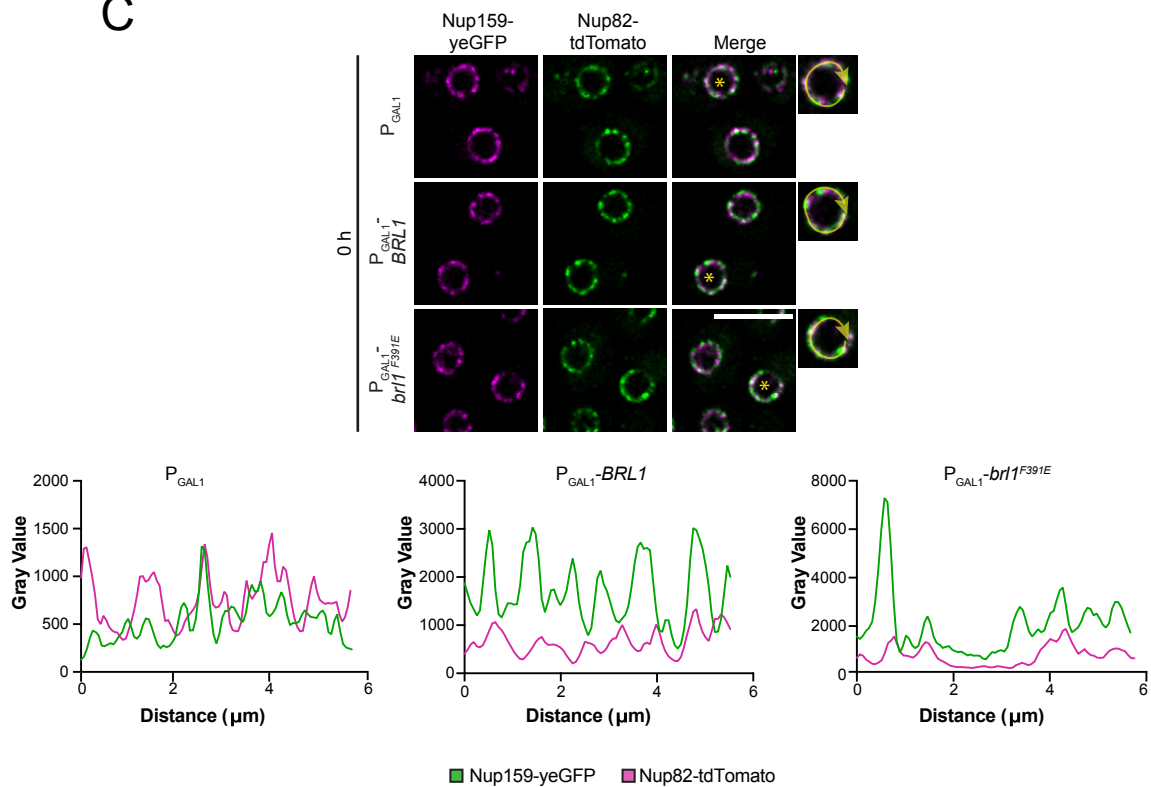 C
Nup159-
yeGFP
Nup82-
tdTomato
Merge
0 h
PGAL1
*
PGAL1-
BRL1
*
PGAL1-
brl1F391E
*
PGAL1
2000
1500
1000
500
0
Gray Value
0 2 4 6
Distance (µm)
PGAL1-BRL1
4000
3000
2000
1000
0
Gray Value
0 2 4 6
Distance (µm)
PGAL1-brl1F391E
8000
6000
4000
2000
0
Gray Value
0 2 4 6
Distance (µm)
Nup159-yeGFP Nup82-tdTomato